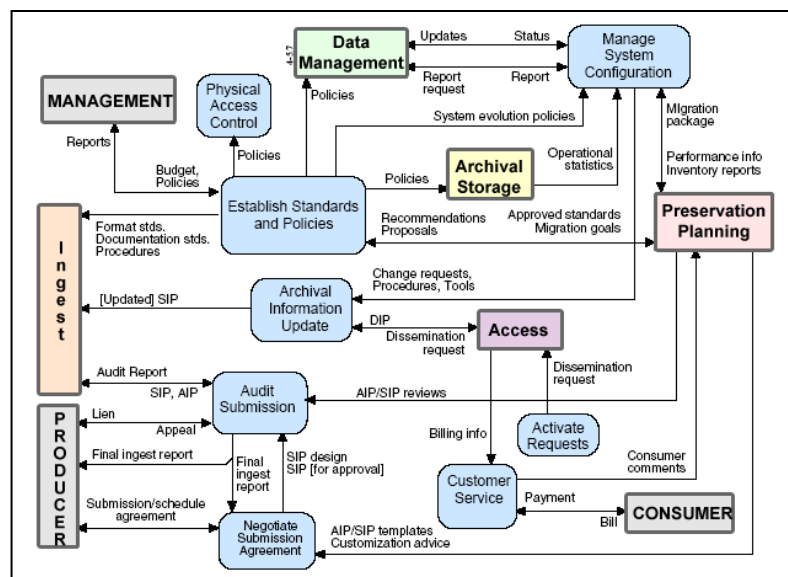 4-5.7
Data
Management
Updates
Status
Report
request
Report
Manage
System
Configuration
MANAGEMENT
Physical
Access
Control
Policies
System evolution policies
MIgration
package
Reports
Policies
Budget,
Policies
Policies
Archival
Storage
Operational
statistics
Performance info
Inventory reports
Establish Standards
and Policies
Recommendations
Proposals
Approved standards
Migration goals
Preservation
Planning
Ingest
Format stds.
Documentation stds.
Procedures
Change requests,
Procedures, Tools
[Updated] SIP
Archival
Information
Update
DIP
Dissemination
request
Access
Audit Report
SIP, AIP
Audit
Submission
AIP/SIP reviews
Dissemination
request
Activate
Requests
PRODUCER
Lien
Appeal
Final ingest report
Final
ingest
report
SIP design
SIP [for approval]
Billing info
Customer
Service
Consumer
comments
Payment
Bill
CONSUMER
Submission/schedule
agreement
Negotiate
Submission
Agreement
AIP/SIP templates
Customization advice